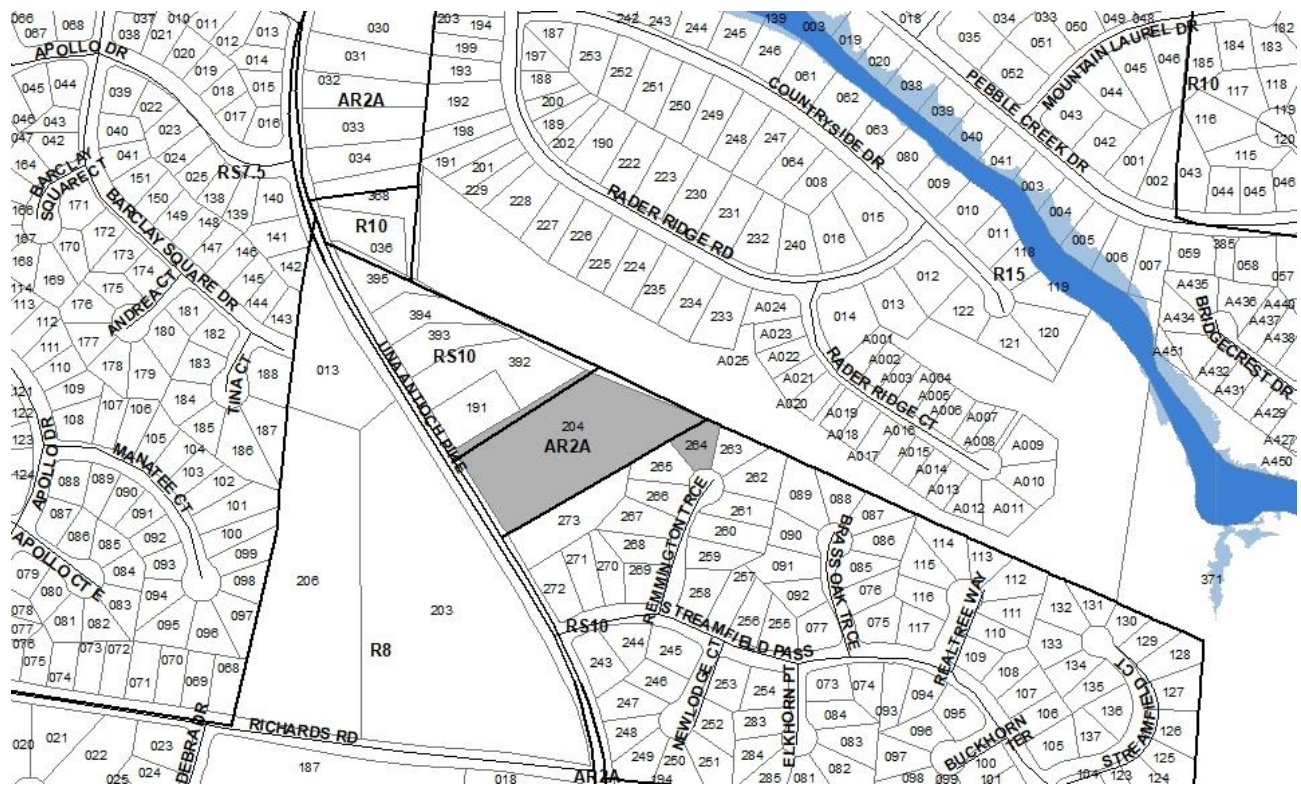 067 068 037 010 011 030 203 194 187 242 243 244 245 139 003 018 034 033 050 049 048 182
APOLLO DR
038 021 012 013 031 199 197 253 246 019 035 051 MOUNTAIN LAUREL DR 184 183
020 014 193 188 252 061 COUNTRYSIDE DR 020 052 PEBBLE CREEK DR 046 185 R10
045 044 019 015 032 AR2A 192 200 251 250 062 038 045 117 118
039 022 018 017 016 033 198 189 249 039 044 119
046 043 040 023 034 202 190 248 247 063 040 043 116 120
047 042 041 024 RS7.5 191 201 222 064 080 041 042 001 115
164 BARCLAY SQUARE CT 151 025 138 140 368 229 228 223 008 009 003 002 043 044 045 046
166 171 BARCLAY SQUARE DR 150 149 139 R10 227 RADER RIDGE RD 230 231 015 010 004
167 170 172 148 147 141 036 226 232 240 016 011 118 005 059 385
168 169 173 146 142 395 225 224 012 R15 119 006 007 058 057
114 113 176 175 174 ANDREA CT 145 144 235 234 233 A024 013 122 A435 A436 A440
112 177 181 182 143 394 A023 014 120 A434 BRIDGECREST DR A437 A438
111 178 180 183 TINA CT 393 RS10 392 A025 A022 A001 121 A451
110 109 179 184 188 013 UNA ANTIOCH PIKE A021 RADER RIDGE CT A002 A003 A004 A432 A431
121 122 108 107 106 187 191 A020 A019 A005 A006 A007 A429
123 APOLLO DR 105 186 204 AR2A A018 A016 A008 A009 A427
124 MANATEE CT 104 103 102 264 263 A017 A015 A014 A010 A450
088 089 090 101 265 262 A013 A012 A011
087 091 100 266 REMMINGTON TRCE 261 089 088 087
APOLLO CT E 086 085 092 099 273 267 260 090 BRASS OAK TRCE 086 114 113 371
079 080 084 093 098 206 203 271 268 259 091 115 REALTREE WAY 112
078 083 094 097 272 270 269 257 092 076 116 111 132 131
077 081 082 095 096 258 256 255 077 075 117 110 133 130 129
076 073 072 070 068 R8 RS10 STREAMFIELD PASS 109 108 134 128
075 074 071 069 244 245 253 254 073 074 094 107 135 STREAMFIELD CT 127
243 246 NEW LODGE CT 252 283 ELKHORN PT 084 093 095 106 136 126
RICHARDS RD 247 248 083 096 BUCKHORN TER 105 137 125
020 021 022 023 DEBRA DR 249 250 251 284 082 097 100 104 123 124
025 024 187 018 AR2A 194 285 081 098 099 101